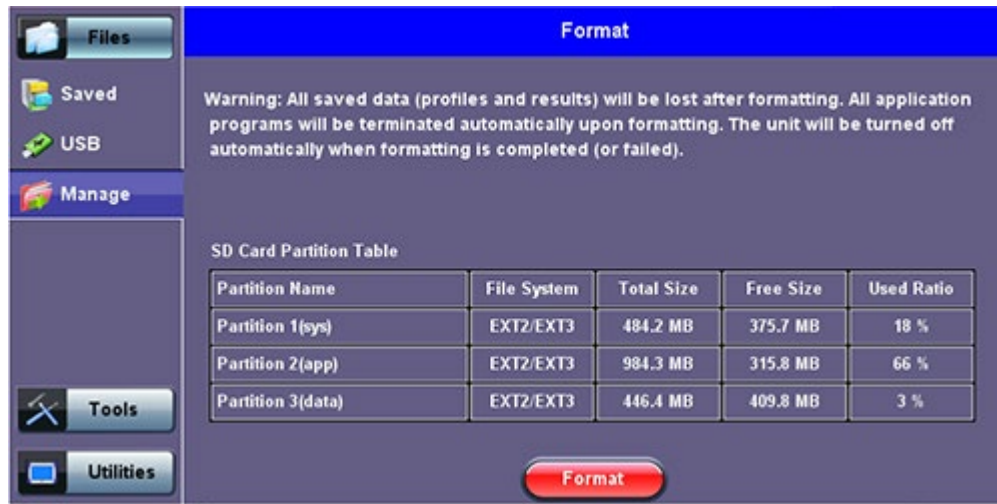 Files
Saved
USB
Manage
Tools
Utilities
Format
Warning: All saved data (profiles and results) will be lost after formatting. All application
programs will be terminated automatically upon formatting. The unit will be turned off
automatically when formatting is completed (or failed).
SD Card Partition Table
Partition Name File System Total Size Free Size Used Ratio
Partition 1(sys) EXT2/EXT3 484.2 MB 375.7 MB 18 %
Partition 2(app) EXT2/EXT3 984.3 MB 315.8 MB 66 %
Partition 3(data) EXT2/EXT3 446.4 MB 409.8 MB 3 %
Format